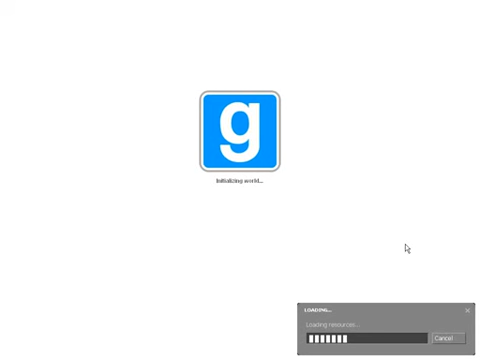 g
Initializing world...
LOADING...
Loading resources...
Cancel